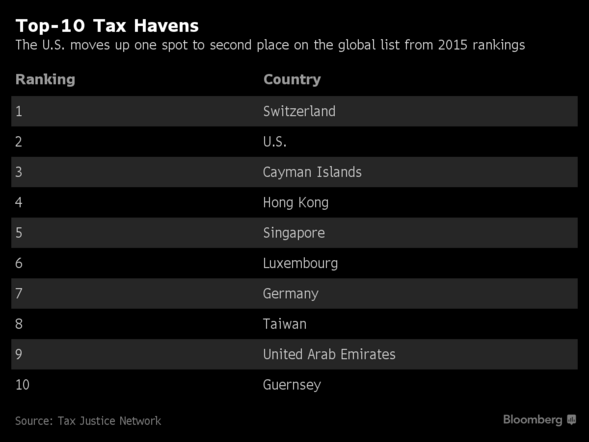 Top-10 Tax Havens
The U.S. moves up one spot to second place on the global list from 2015 rankings
Ranking Country
1 Switzerland
2 U.S.
3 Cayman Islands
4 Hong Kong
5 Singapore
6 Luxembourg
7 Germany
8 Taiwan
9 United Arab Emirates
10 Guernsey
Source: Tax Justice Network
Bloomberg